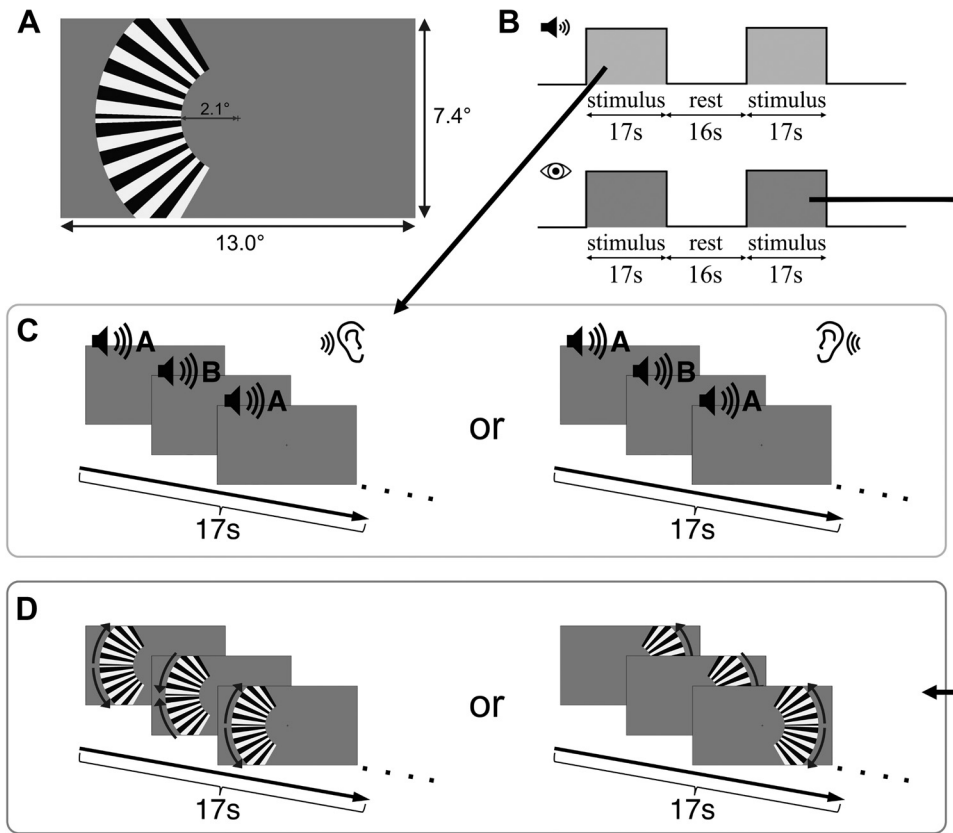 A
2.1°
7.4°
13.0°
B
stimulus rest stimulus
17s 16s 17s
stimulus rest stimulus
17s 16s 17s
C
A
B
A
17s
or
A
B
A
17s
D
17s
or
17s